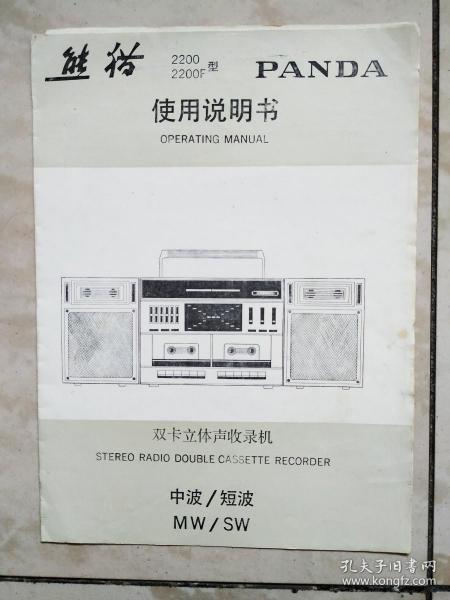 熊猫 2200 2200F 型 PANDA
使用说明书
OPERATING MANUAL
双卡立体声收录机
STEREO RADIO DOUBLE CASSETTE RECORDER
中波/短波
MW/SW
孔夫子旧书网
www.kongfz.com